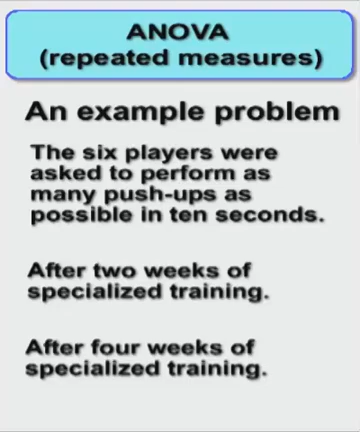 ANOVA
(repeated measures)
An example problem
The six players were
asked to perform as
many push-ups as
possible in ten seconds.
After two weeks of
specialized training.
After four weeks of
specialized training.